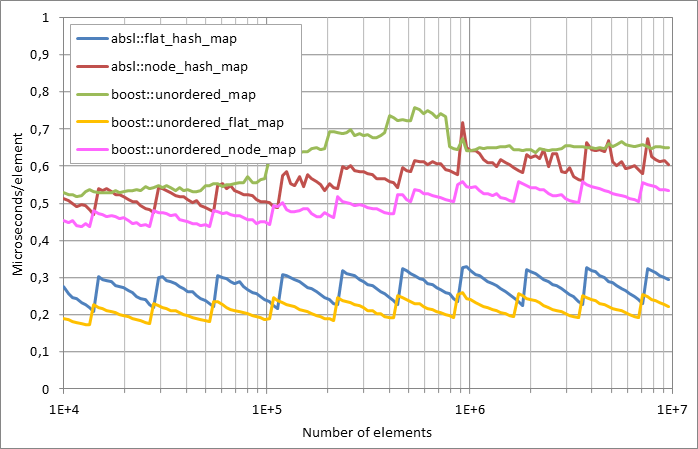 1
0,9
0,8
0,7
0,6
0,5
0,4
0,3
0,2
0,1
0
Microseconds/element
absl::flat_hash_map
absl::node_hash_map
boost::unordered_map
boost::unordered_flat_map
boost::unordered_node_map
1E+4 1E+5 1E+6 1E+7
Number of elements